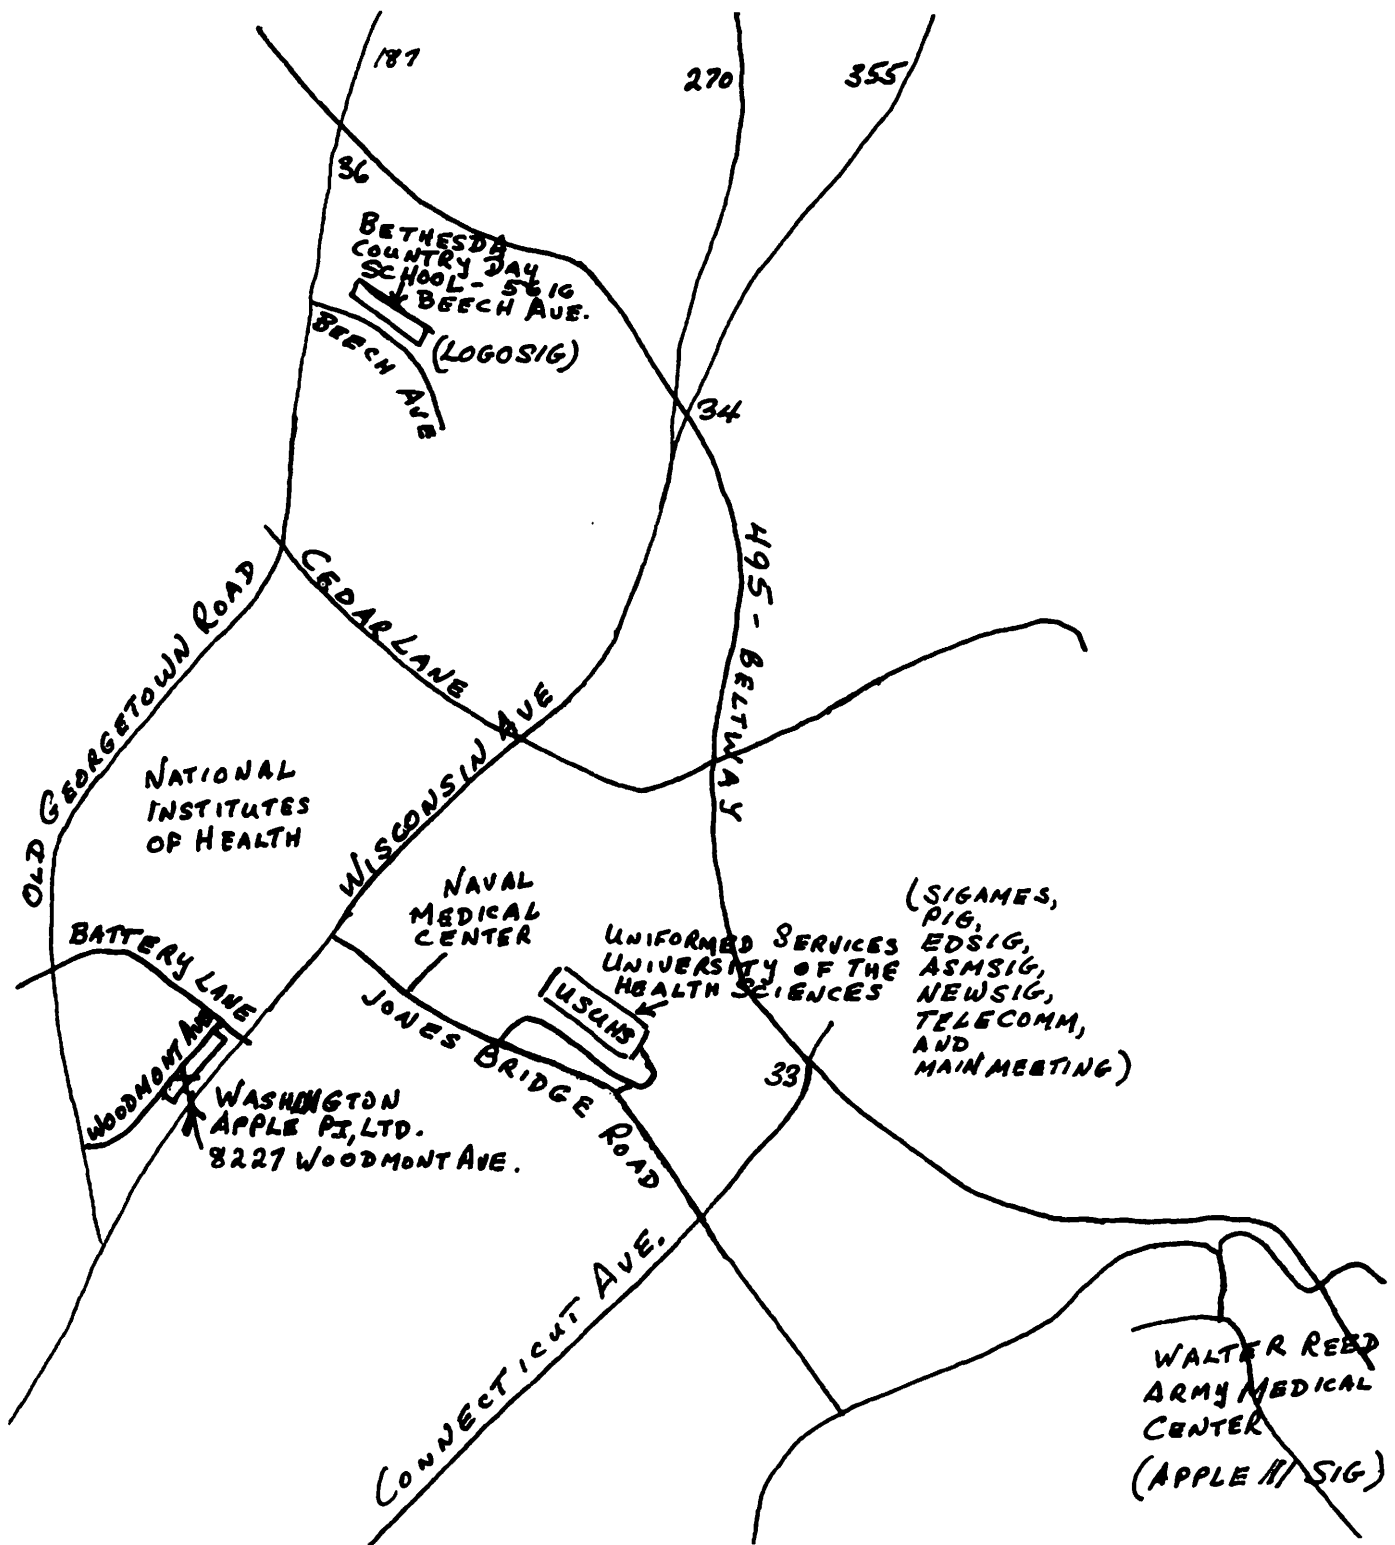 187
270
355
36
BETHESDA
COUNTRY DAY
SCHOOL - 5616
BEECH AVE.
(LOGOSIG)
BEECH AVE
34
495 - BELTWAY
CEDAR LANE
OLD GEORGETOWN ROAD
WISCONSIN AVE
NATIONAL
INSTITUTES
OF HEALTH
NAVAL
MEDICAL
CENTER
BATTERY LANE
UNIFORMED SERVICES
UNIVERSITY OF THE
HEALTH SCIENCES
USUHS
(SIGAMES,
PIG,
EDSIG,
ASMSIG,
NEWSIG,
TELECOMM,
AND
MAIN MEETING)
JONES BRIDGE ROAD
33
WOODMONT AVE
WASHINGTON
APPLE PI, LTD.
8227 WOODMONT AVE.
CONNECTICUT AVE.
WALTER REED
ARMY MEDICAL
CENTER
(APPLE /// SIG)